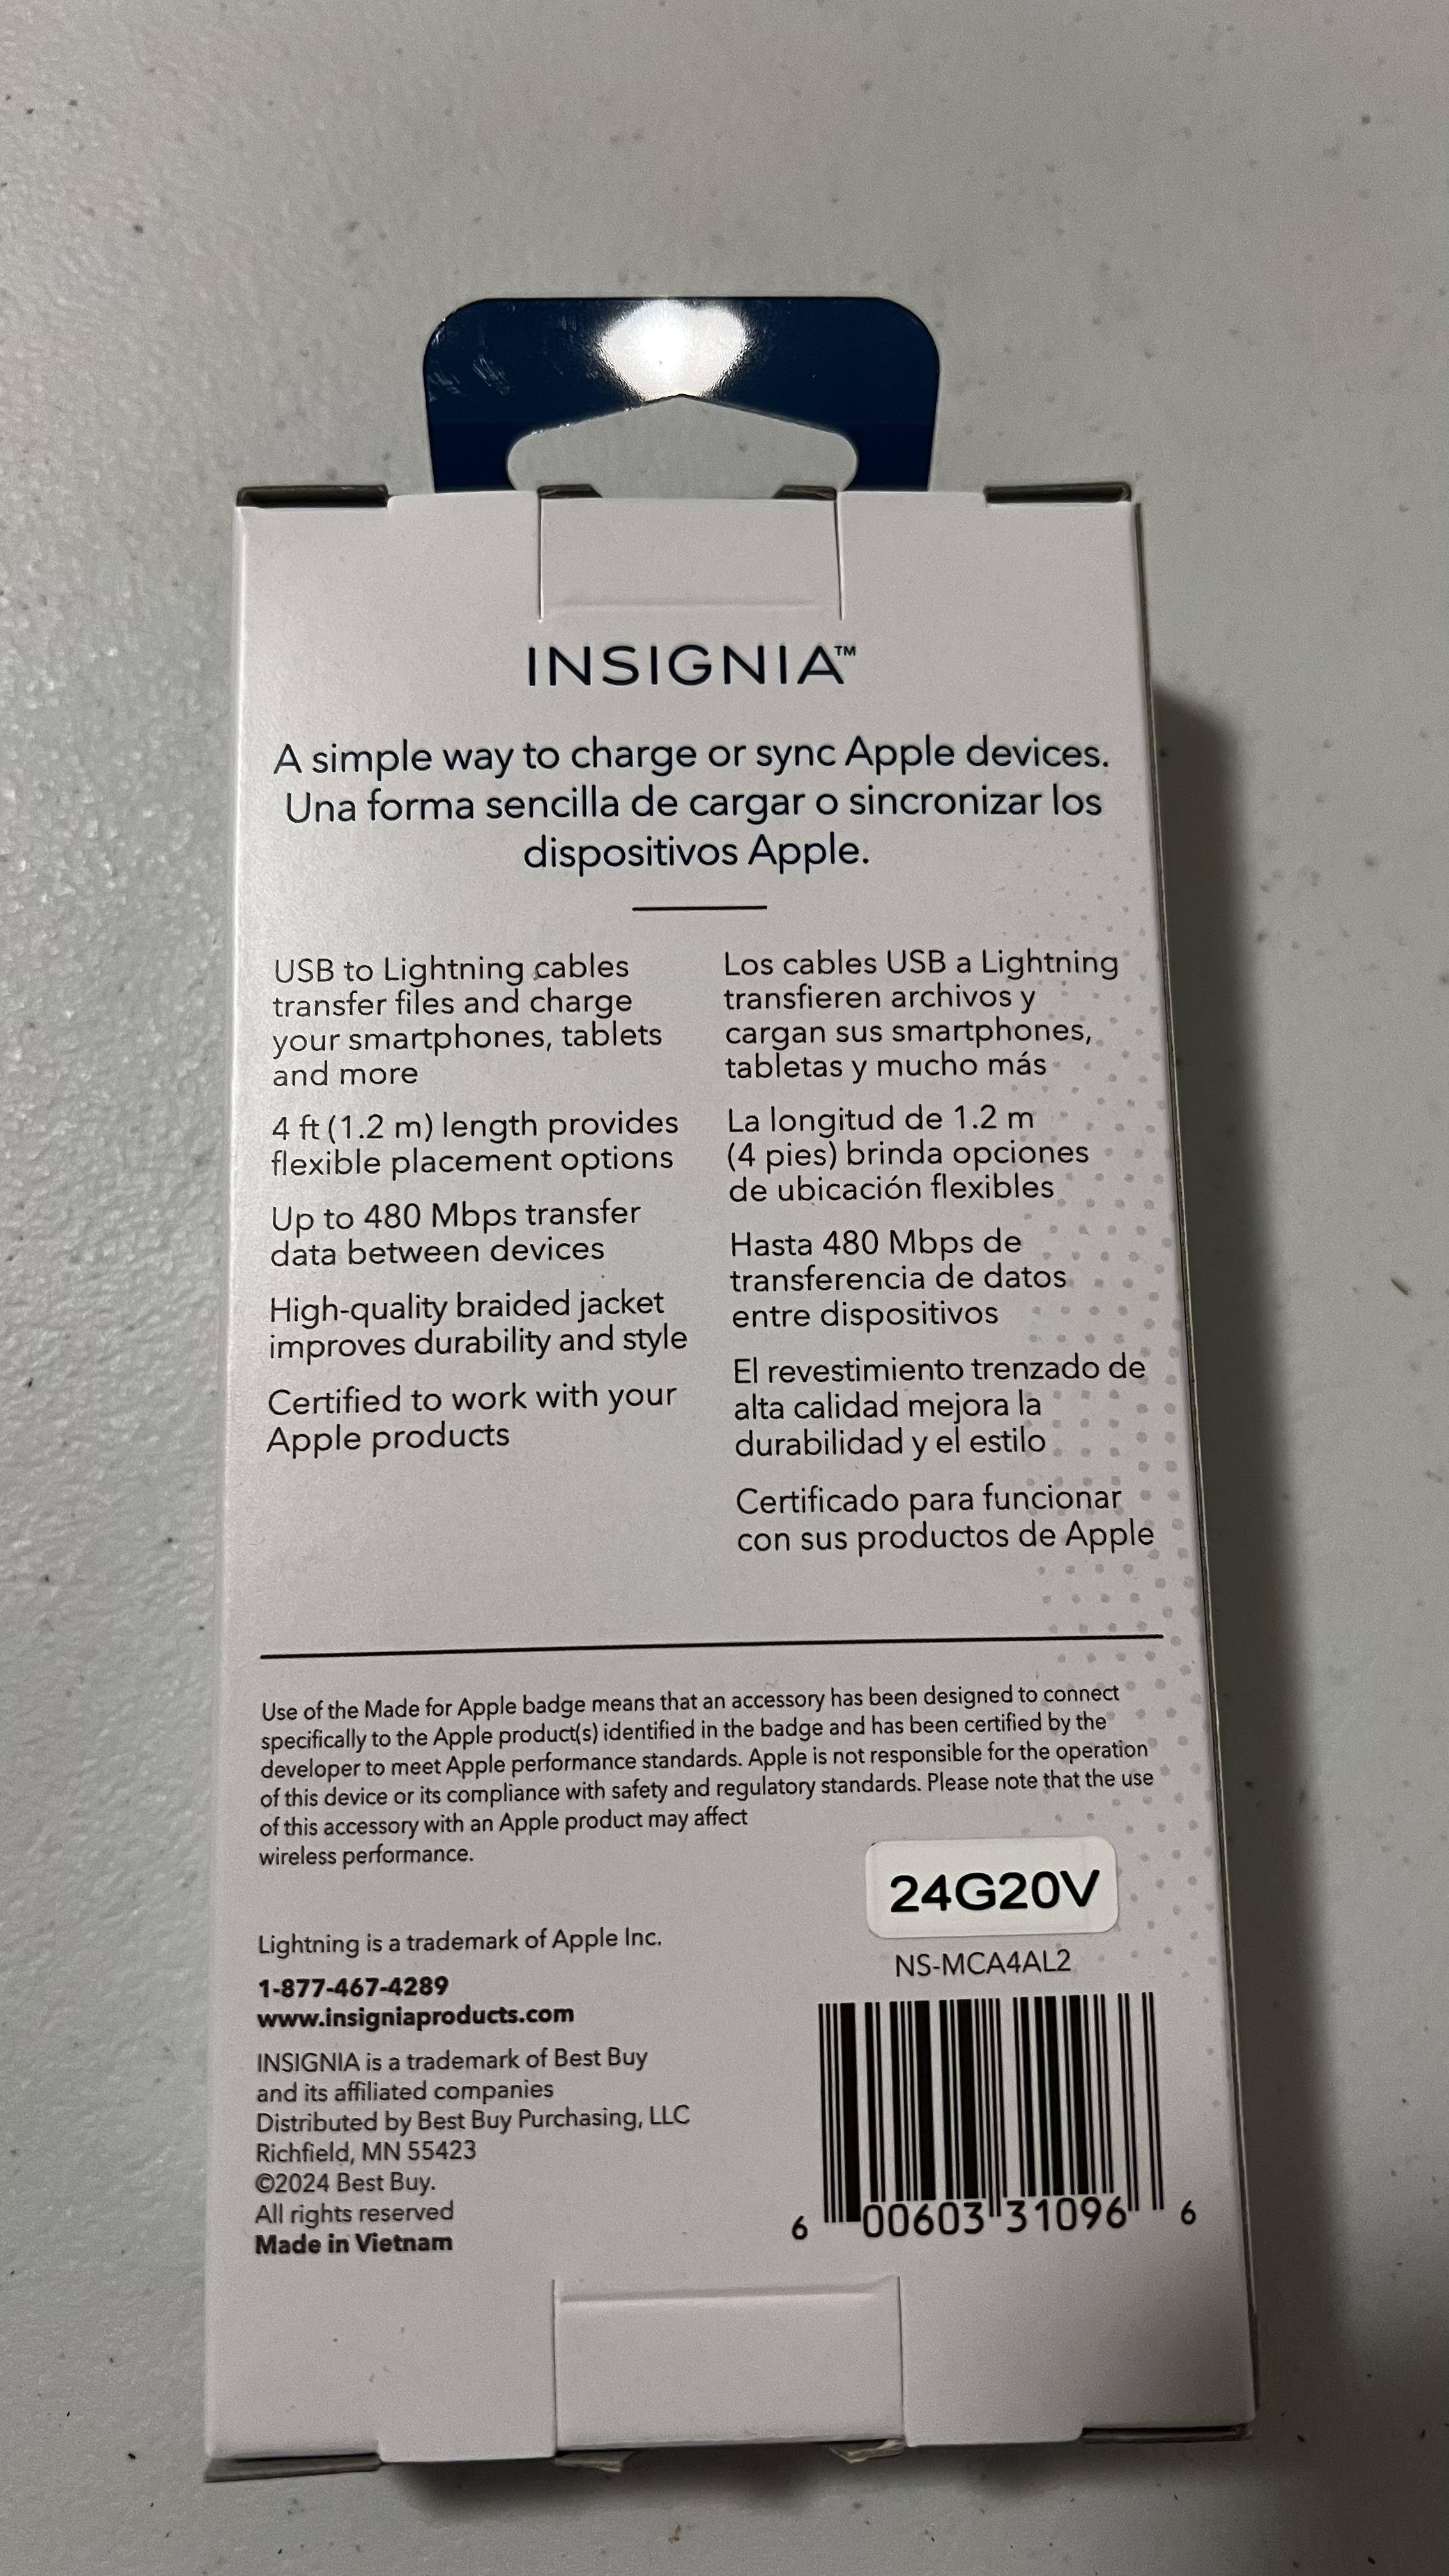 INSIGNIA™
A simple way to charge or sync Apple devices.
Una forma sencilla de cargar o sincronizar los
dispositivos Apple.
USB to Lightning cables
transfer files and charge
your smartphones, tablets
and more
4 ft (1.2 m) length provides
flexible placement options
Up to 480 Mbps transfer
data between devices
High-quality braided jacket
improves durability and style
Certified to work with your
Apple products
Los cables USB a Lightning
transfieren archivos y
cargan sus smartphones,
tabletas y mucho más
La longitud de 1.2 m
(4 pies) brinda opciones
de ubicación flexibles
Hasta 480 Mbps de
transferencia de datos
entre dispositivos
El revestimiento trenzado de
alta calidad mejora la
durabilidad y el estilo
Certificado para funcionar
con sus productos de Apple
Use of the Made for Apple badge means that an accessory has been designed to connect
specifically to the Apple product(s) identified in the badge and has been certified by the
developer to meet Apple performance standards. Apple is not responsible for the operation
of this device or its compliance with safety and regulatory standards. Please note that the use
of this accessory with an Apple product may affect
wireless performance.
Lightning is a trademark of Apple Inc.
1-877-467-4289
www.insigniaproducts.com
INSIGNIA is a trademark of Best Buy
and its affiliated companies
Distributed by Best Buy Purchasing, LLC
Richfield, MN 55423
©2024 Best Buy.
All rights reserved
Made in Vietnam
24G20V
NS-MCA4AL2
6 00603 31096 6